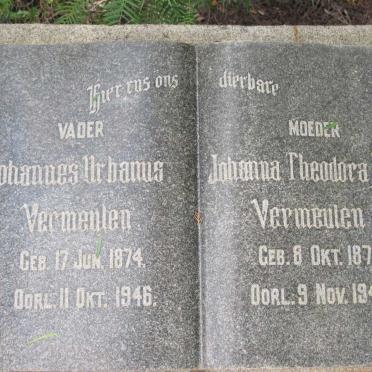 Hier rus ons dierbare
VADER
ohannes Urbanus
Vermeulen
GEB. 17 JUN. 1874.
OORL. 11 OKT. 1946.
MOEDER
Johanna Theodora
Vermeulen
GEB. 8 OKT. 187
OORL. 9 NOV. 194